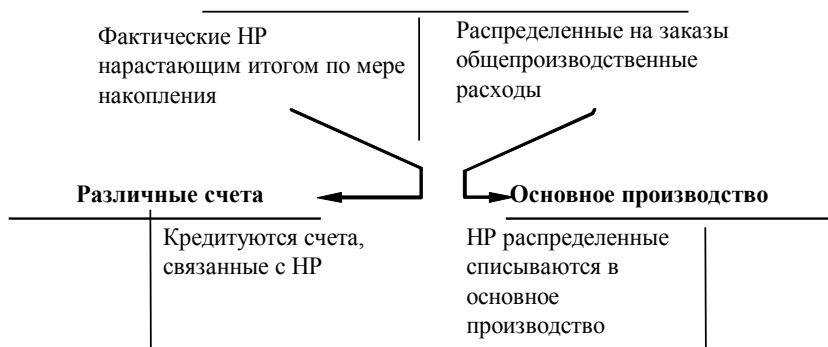 Фактические НР
нарастающим итогом по мере
накопления
Распределенные на заказы
общепроизводственные
расходы
Различные счета
Основное производство
Кредитуются счета,
связанные с НР
НР распределенные
списываются в
основное
производство